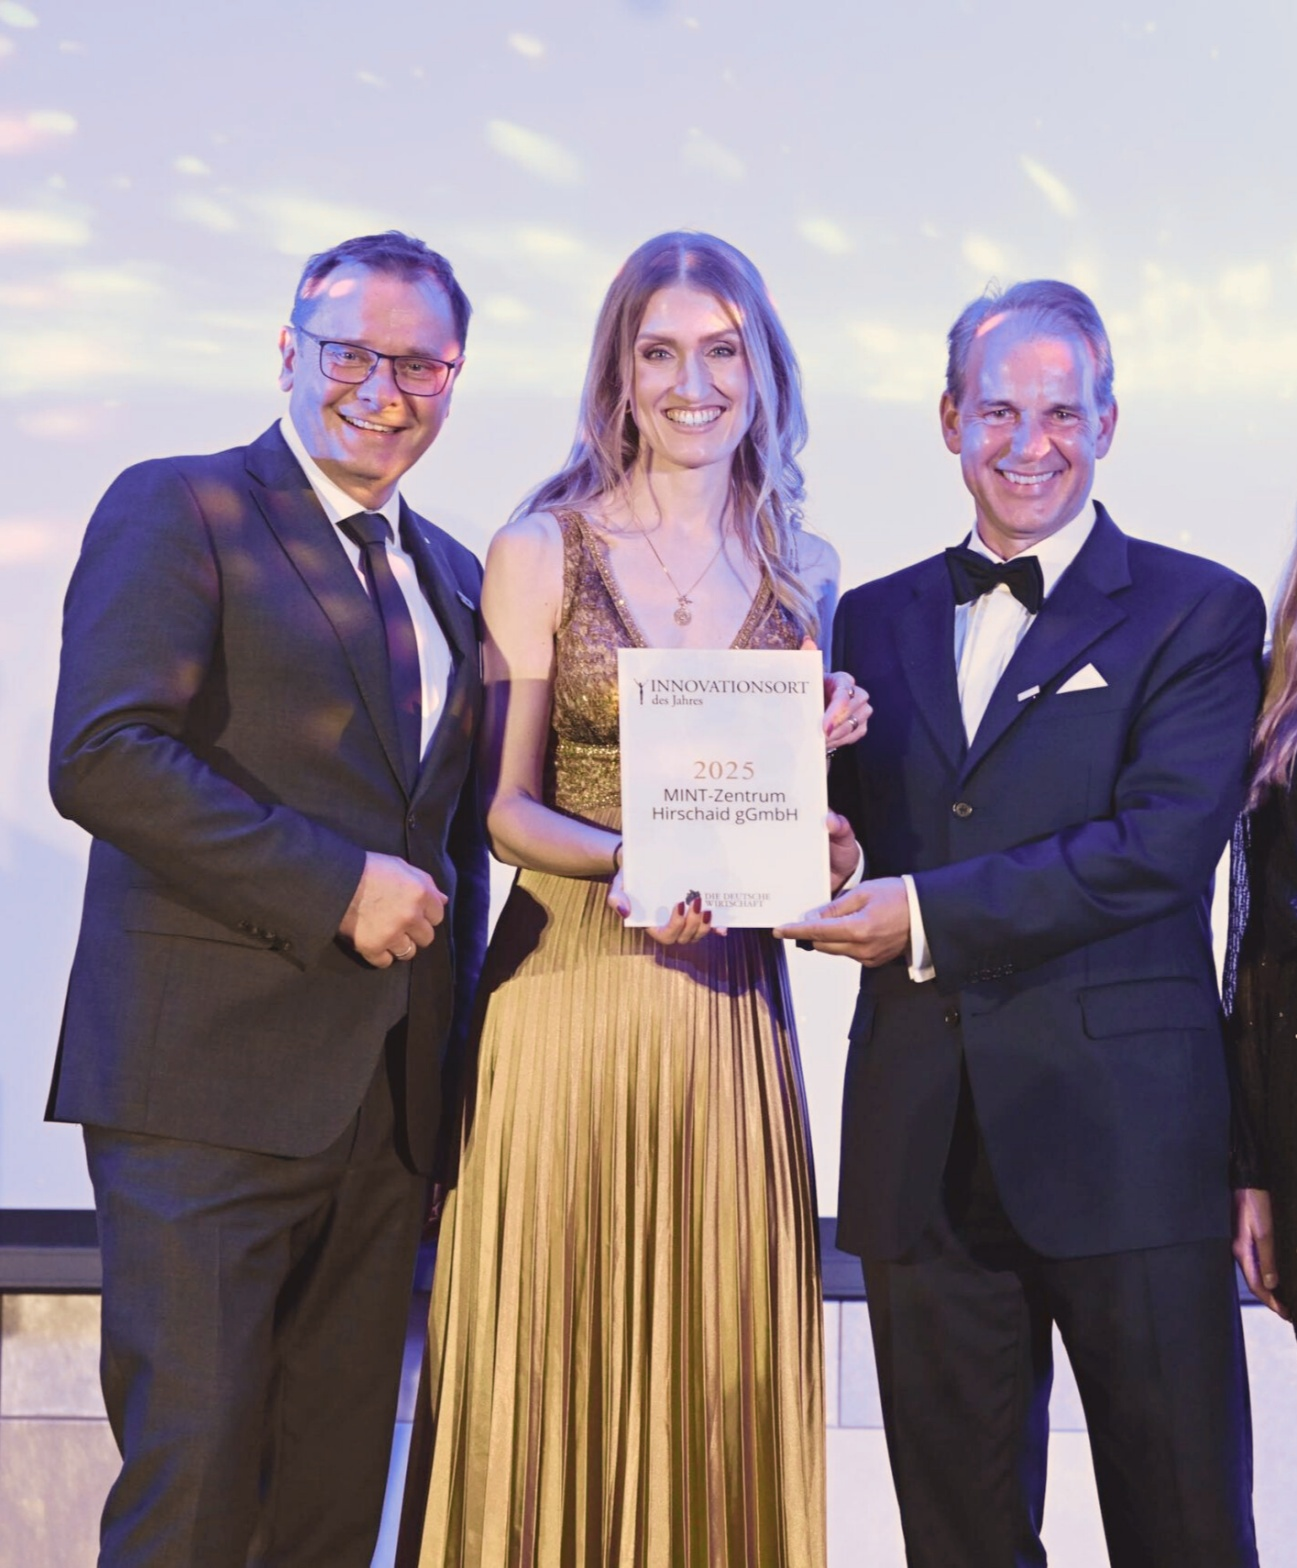 INNOVATIONSORT
des Jahres
2025
MINT-Zentrum
Hirschaid gGmbH
DIE DEUTSCHE
WIRTSCHAFT